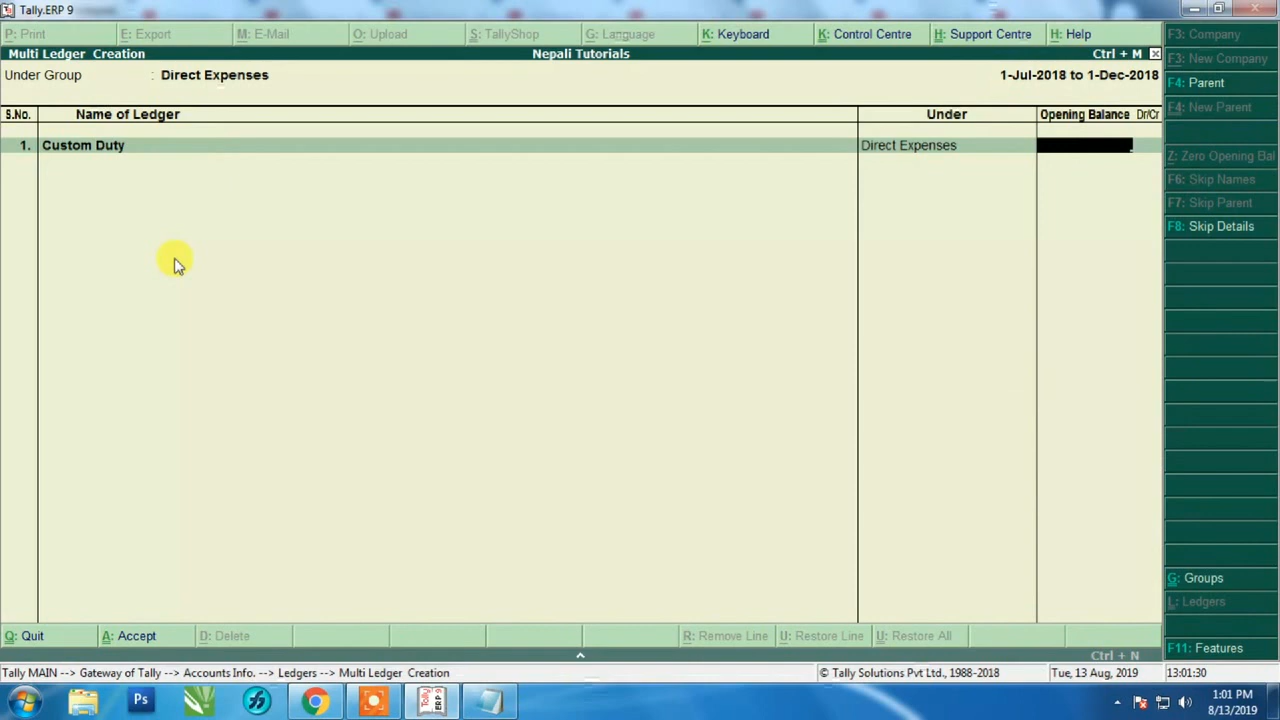 Tally.ERP 9
P: Print E: Export M: E-Mail O: Upload S: TallyShop G: Language K: Keyboard K: Control Centre H: Support Centre H: Help
F3: Company
Multi Ledger Creation Nepali Tutorials Ctrl + M
F3: New Company
Under Group : Direct Expenses 1-Jul-2018 to 1-Dec-2018
F4: Parent
F4: New Parent
S.No. Name of Ledger Under Opening Balance Dr/Cr
1. Custom Duty Direct Expenses
Z: Zero Opening Bal
F6: Skip Names
F7: Skip Parent
F8: Skip Details
G: Groups
L: Ledgers
Q: Quit A: Accept D: Delete R: Remove Line U: Restore Line U: Restore All
F11: Features
Ctrl + N
Tally MAIN --> Gateway of Tally --> Accounts Info. --> Ledgers --> Multi Ledger Creation © Tally Solutions Pvt Ltd., 1988-2018 Tue, 13 Aug, 2019 13:01:30
Ps Tally ERP 9 1:01 PM
8/13/2019